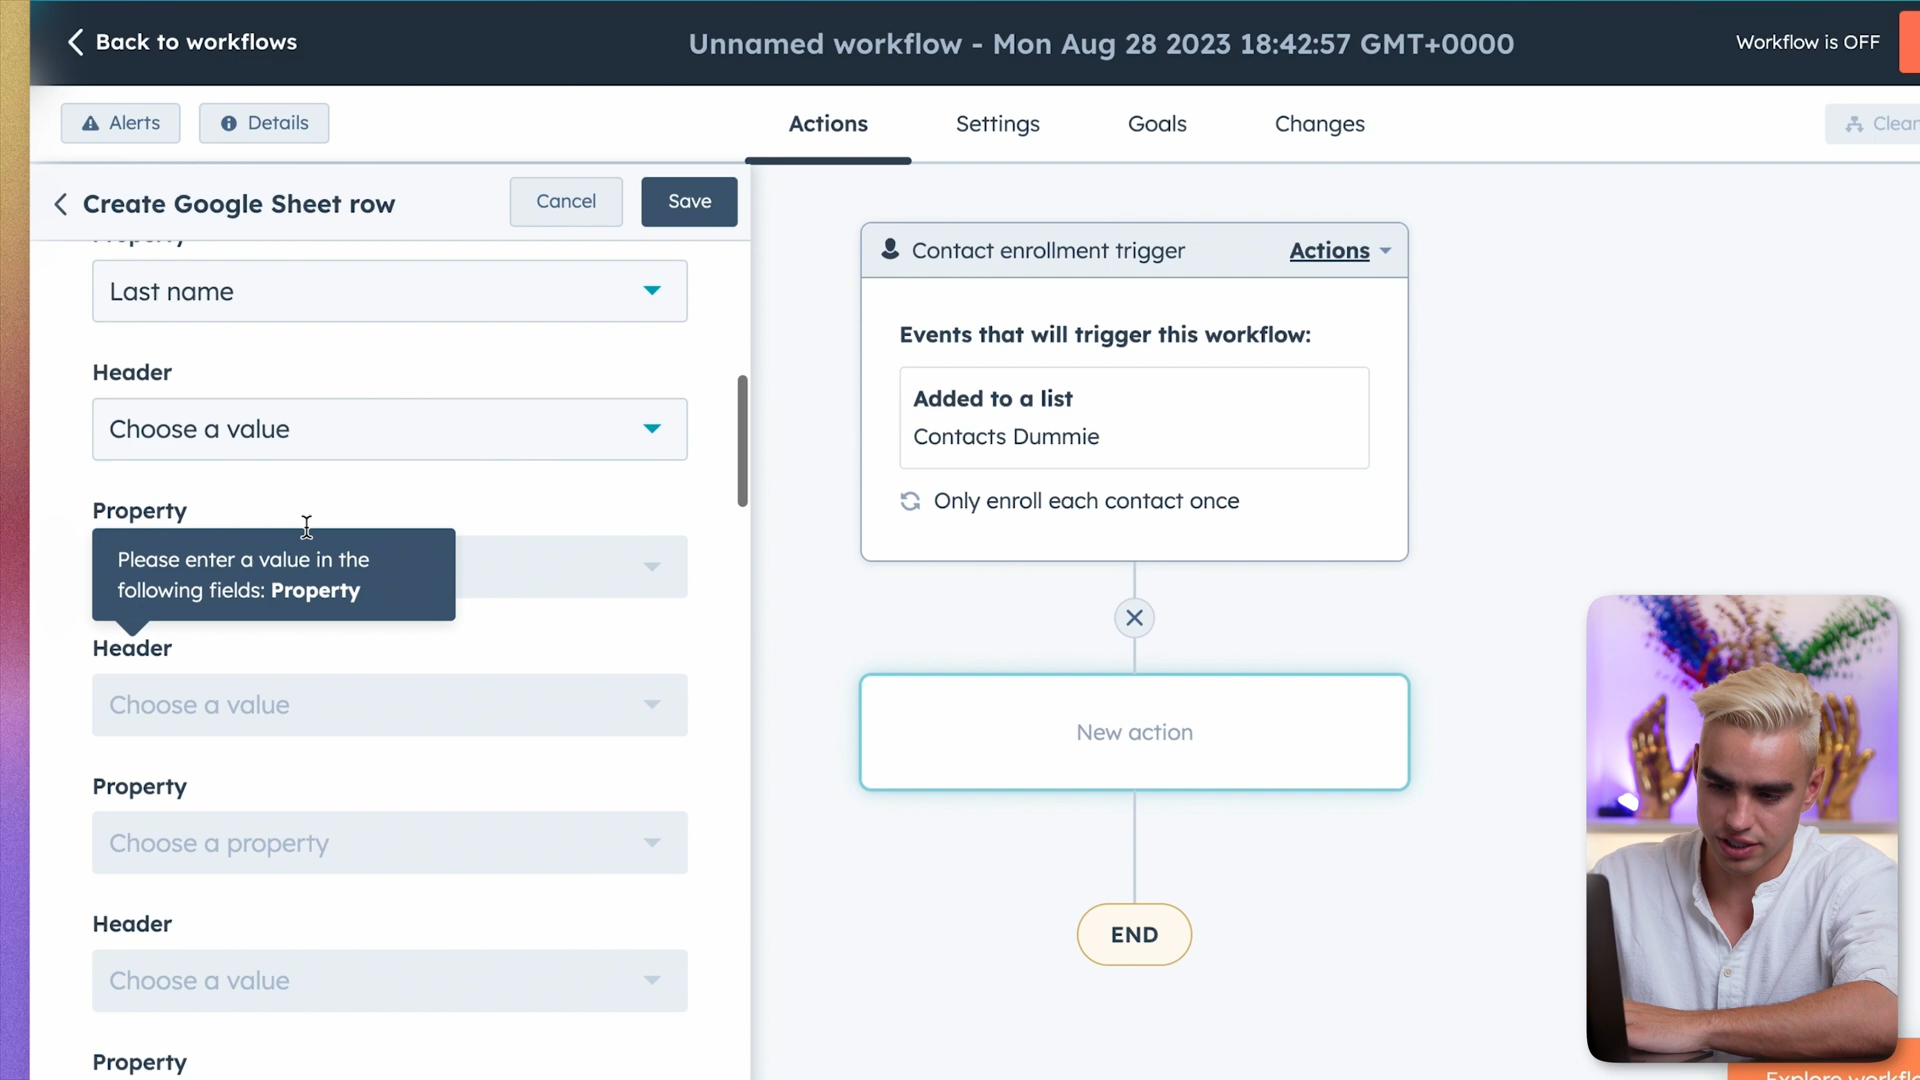 Back to workflows
Unnamed workflow - Mon Aug 28 2023 18:42:57 GMT+0000
Workflow is OFF
Alerts
Details
Actions
Settings
Goals
Changes
Create Google Sheet row
Cancel
Save
Property
Last name
Header
Choose a value
Property
Please enter a value in the
following fields: Property
Header
Choose a value
Property
Choose a property
Header
Choose a value
Property
Contact enrollment trigger
Actions
Events that will trigger this workflow:
Added to a list
Contacts Dummie
Only enroll each contact once
New action
END
Explore